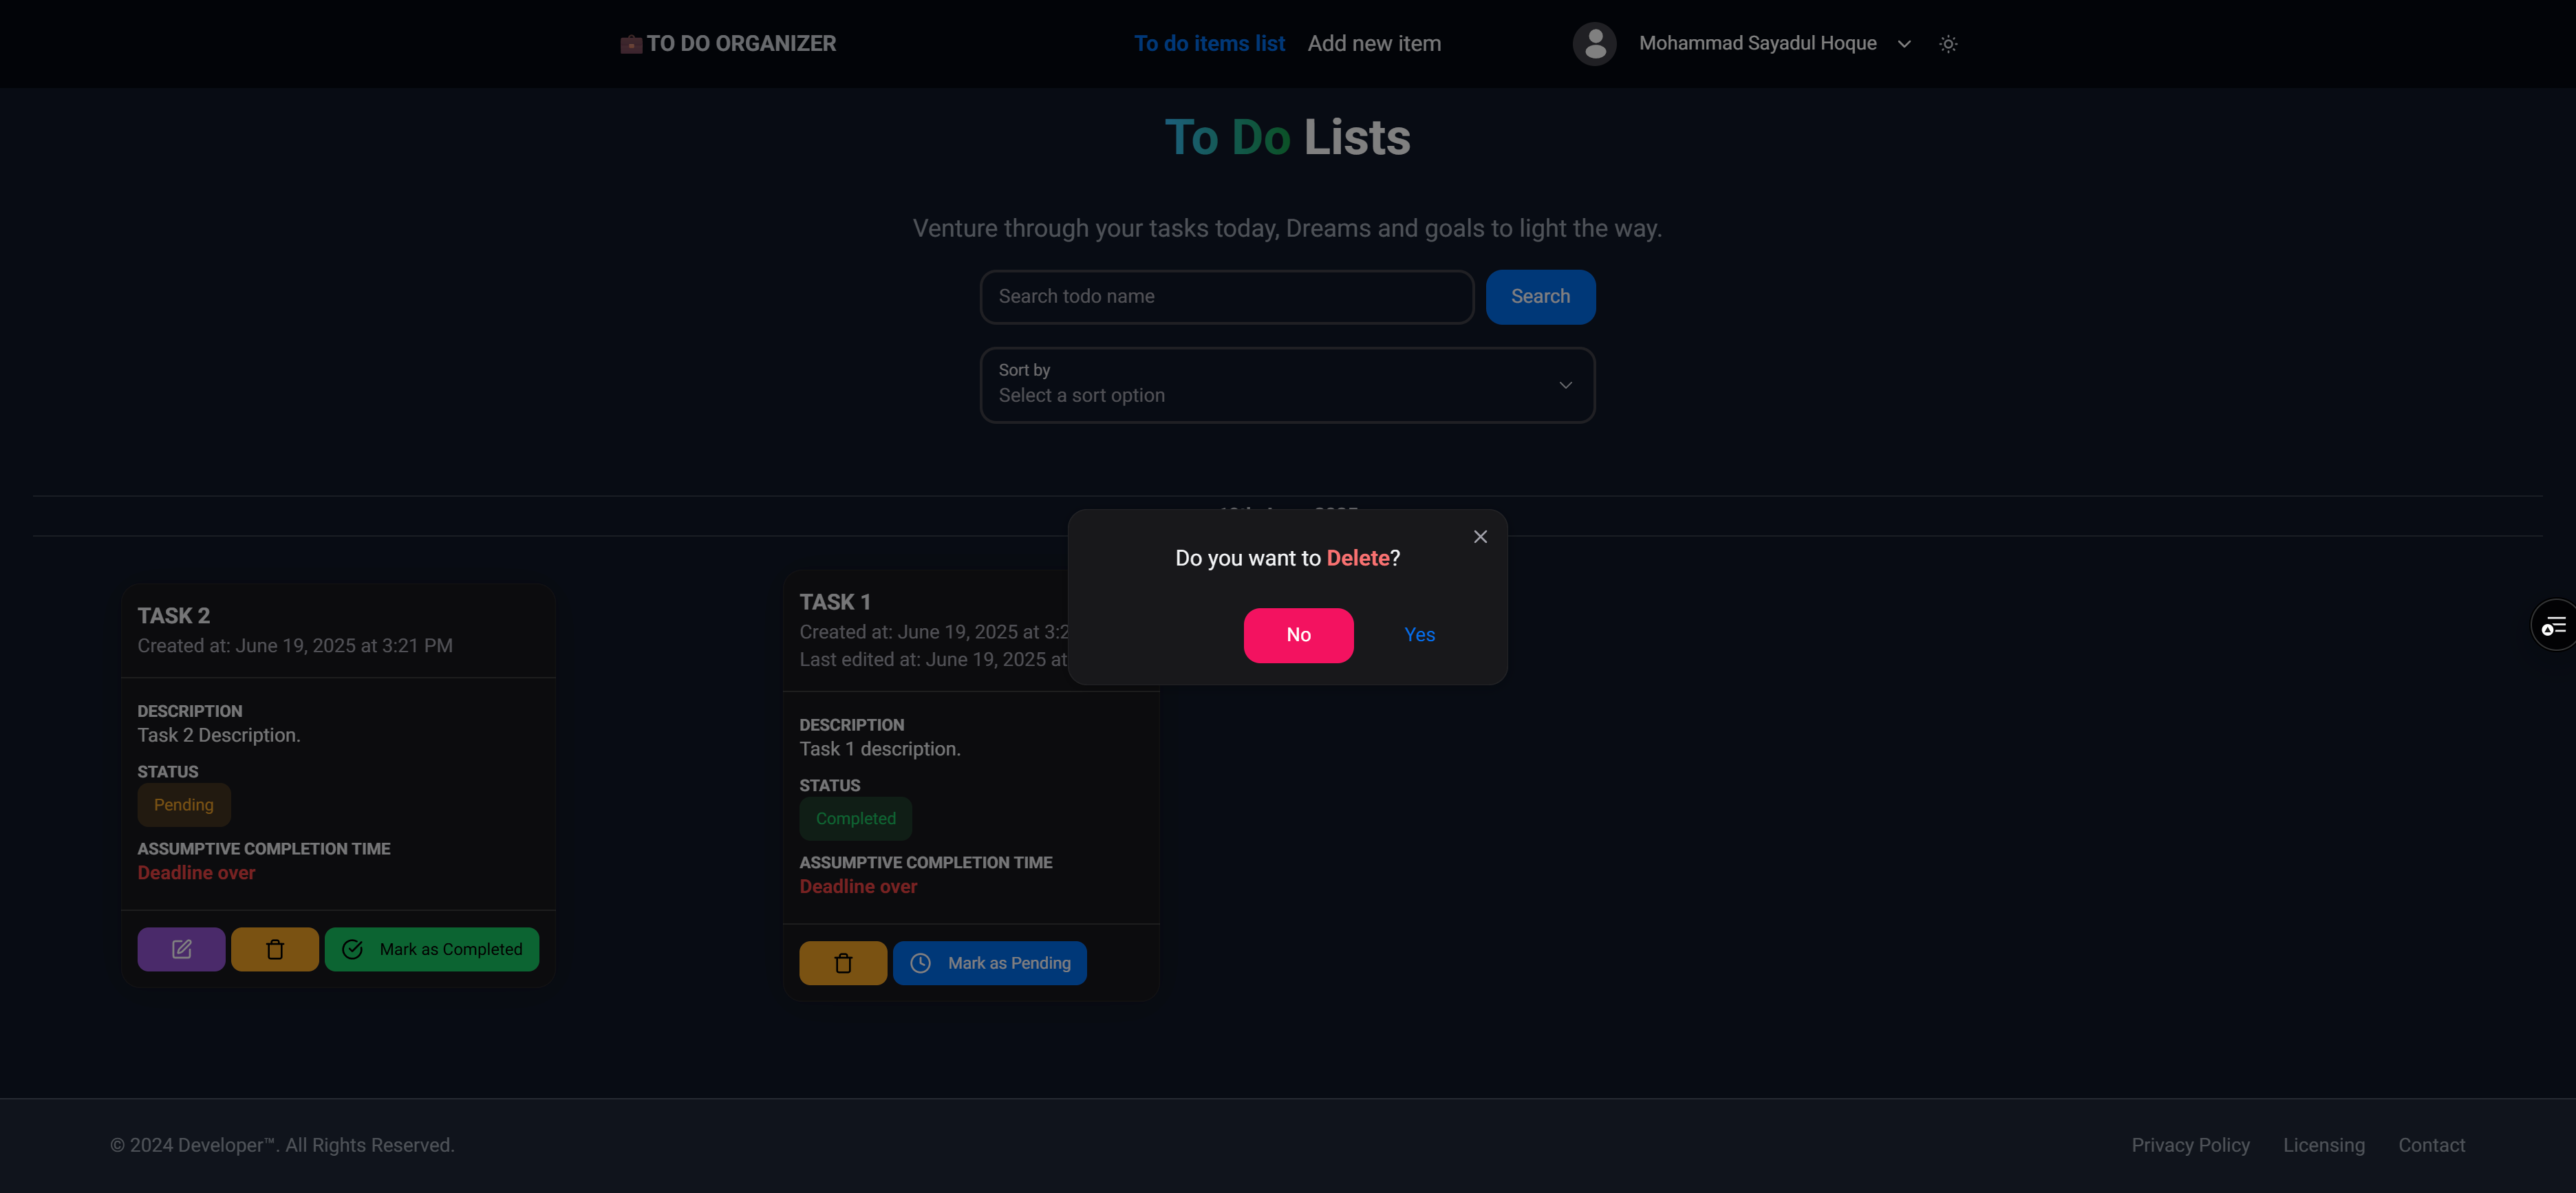 TO DO ORGANIZER
To do items list
Add new item
Mohammad Sayadul Hoque
To Do Lists
Venture through your tasks today, Dreams and goals to light the way.
Search todo name
Search
Sort by
Select a sort option
Do you want to Delete?
No
Yes
TASK 2
Created at: June 19, 2025 at 3:21 PM
DESCRIPTION
Task 2 Description.
STATUS
Pending
ASSUMPTIVE COMPLETION TIME
Deadline over
Mark as Completed
TASK 1
Created at: June 19, 2025 at 3:2
Last edited at: June 19, 2025 at
DESCRIPTION
Task 1 description.
STATUS
Completed
ASSUMPTIVE COMPLETION TIME
Deadline over
Mark as Pending
© 2024 Developer™. All Rights Reserved.
Privacy Policy
Licensing
Contact